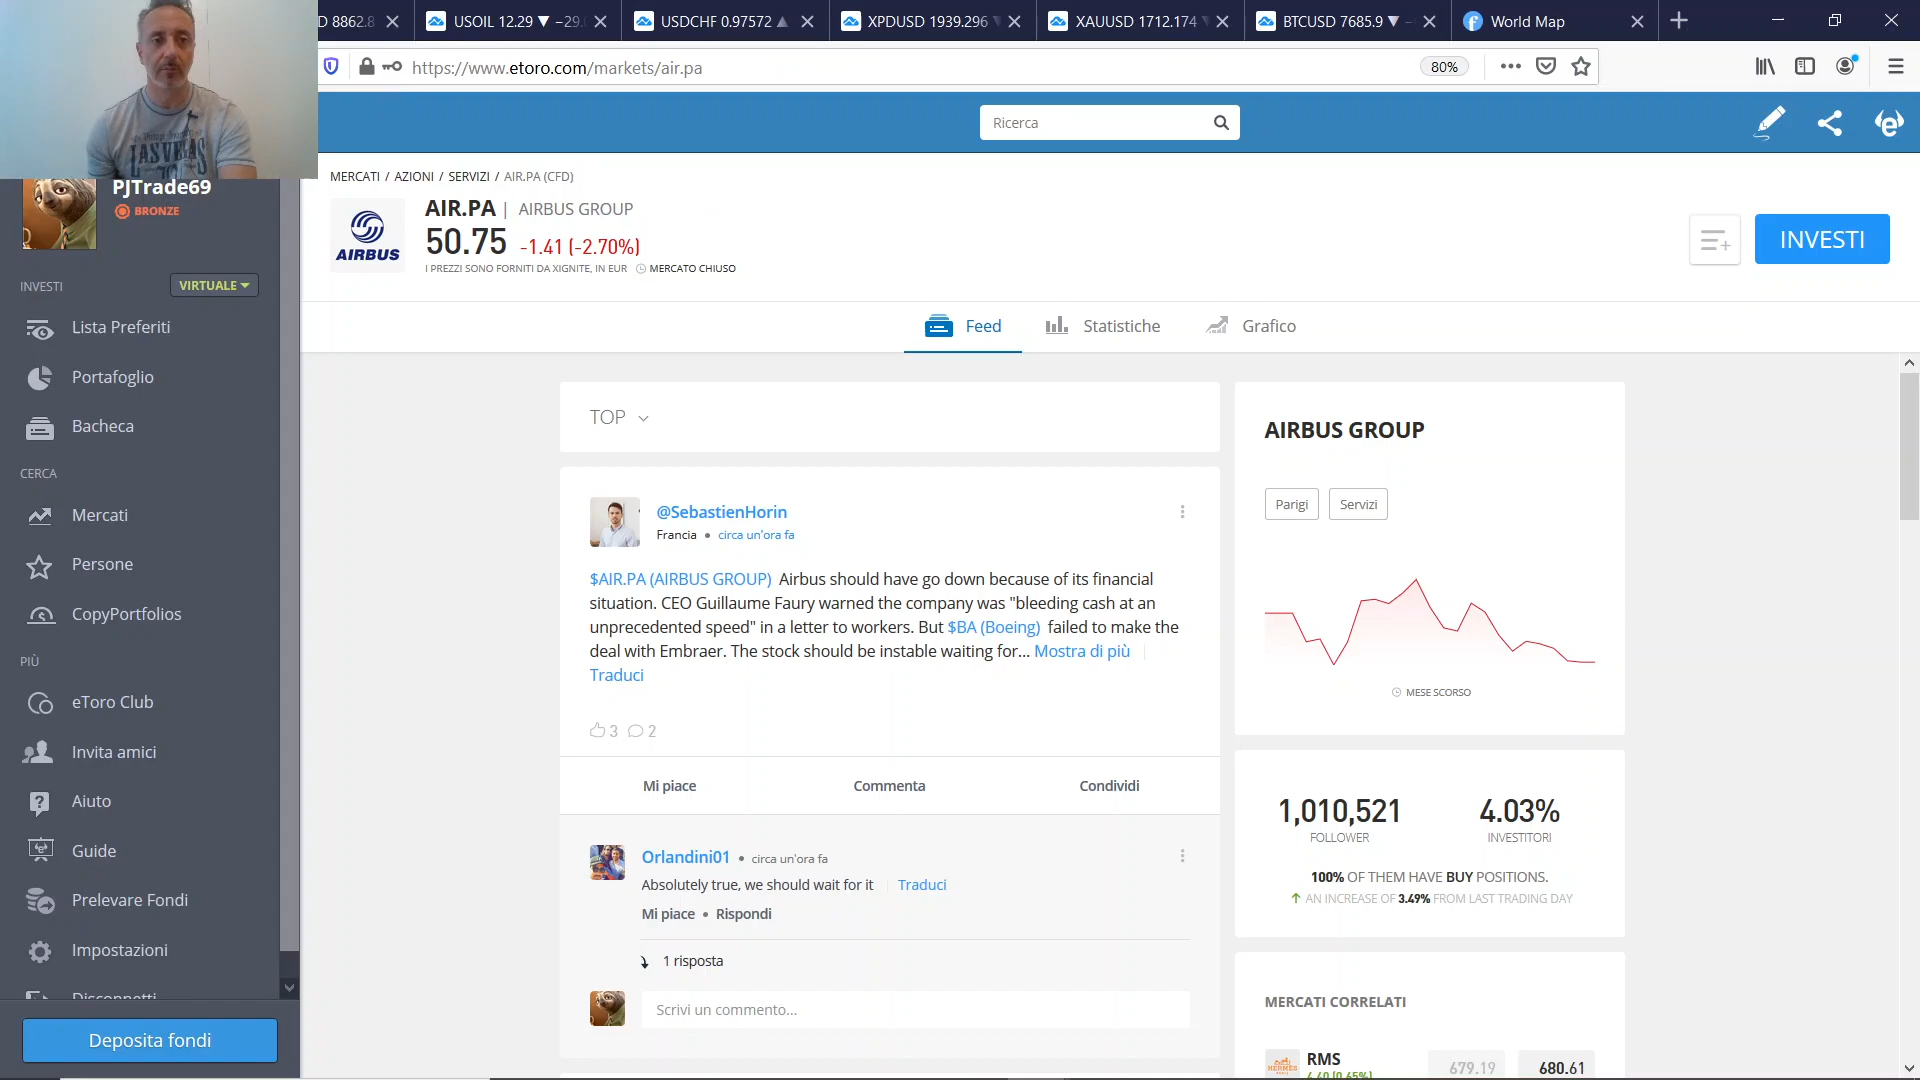 D 8862.8
USOIL 12.29 ▼ −29.
USDCHF 0.97572 ▲
XPDUSD 1939.296
XAUUSD 1712.174
BTCUSD 7685.9 ▼ −
World Map
https://www.etoro.com/markets/air.pa
80%
Ricerca
LAS VEGAS
PJTrade69
BRONZE
MERCATI / AZIONI / SERVIZI / AIR.PA (CFD)
AIRBUS
AIR.PA | AIRBUS GROUP
50.75 -1.41 (-2.70%)
I PREZZI SONO FORNITI DA XIGNITE, IN EUR MERCATO CHIUSO
INVESTI
INVESTI
VIRTUALE
Lista Preferiti
Portafoglio
Bacheca
CERCA
Mercati
Persone
CopyPortfolios
PIÙ
eToro Club
Invita amici
Aiuto
Guide
Prelevare Fondi
Impostazioni
Disconnetti
Deposita fondi
Feed
Statistiche
Grafico
TOP
@SebastienHorin
Francia • circa un'ora fa
$AIR.PA (AIRBUS GROUP) Airbus should have go down because of its financial
situation. CEO Guillaume Faury warned the company was "bleeding cash at an
unprecedented speed" in a letter to workers. But $BA (Boeing) failed to make the
deal with Embraer. The stock should be instable waiting for... Mostra di più
Traduci
3 2
Mi piace
Commenta
Condividi
Orlandini01 • circa un'ora fa
Absolutely true, we should wait for it Traduci
Mi piace • Rispondi
1 risposta
Scrivi un commento...
AIRBUS GROUP
Parigi
Servizi
MESE SCORSO
1,010,521
FOLLOWER
4.03%
INVESTITORI
100% OF THEM HAVE BUY POSITIONS.
AN INCREASE OF 3.49% FROM LAST TRADING DAY
MERCATI CORRELATI
HERMES
RMS
4.40 (0.65%)
679.19
680.61